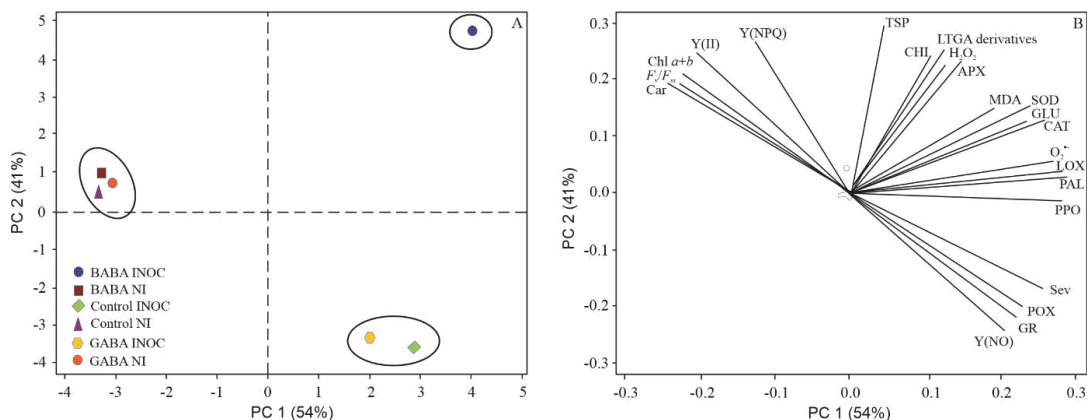 A
5
4
3
2
1
0
-1
-2
-3
-4
PC 2 (41%)
BABA INOC
BABA NI
Control INOC
Control NI
GABA INOC
GABA NI
-4 -3 -2 -1 0 1 2 3 4 5
PC 1 (54%)
B
0.3
0.2
0.1
0.0
-0.1
-0.2
-0.3
PC 2 (41%)
TSP
Y(NPQ)
Y(II)
LTGA derivatives
CHI
H₂O₂
APX
Chl a+b
Fv/Fm
Car
MDA
SOD
GLU
CAT
O₂•-
LOX
PAL
PPO
Sev
POX
GR
Y(NO)
-0.3 -0.2 -0.1 0.0 0.1 0.2 0.3
PC 1 (54%)